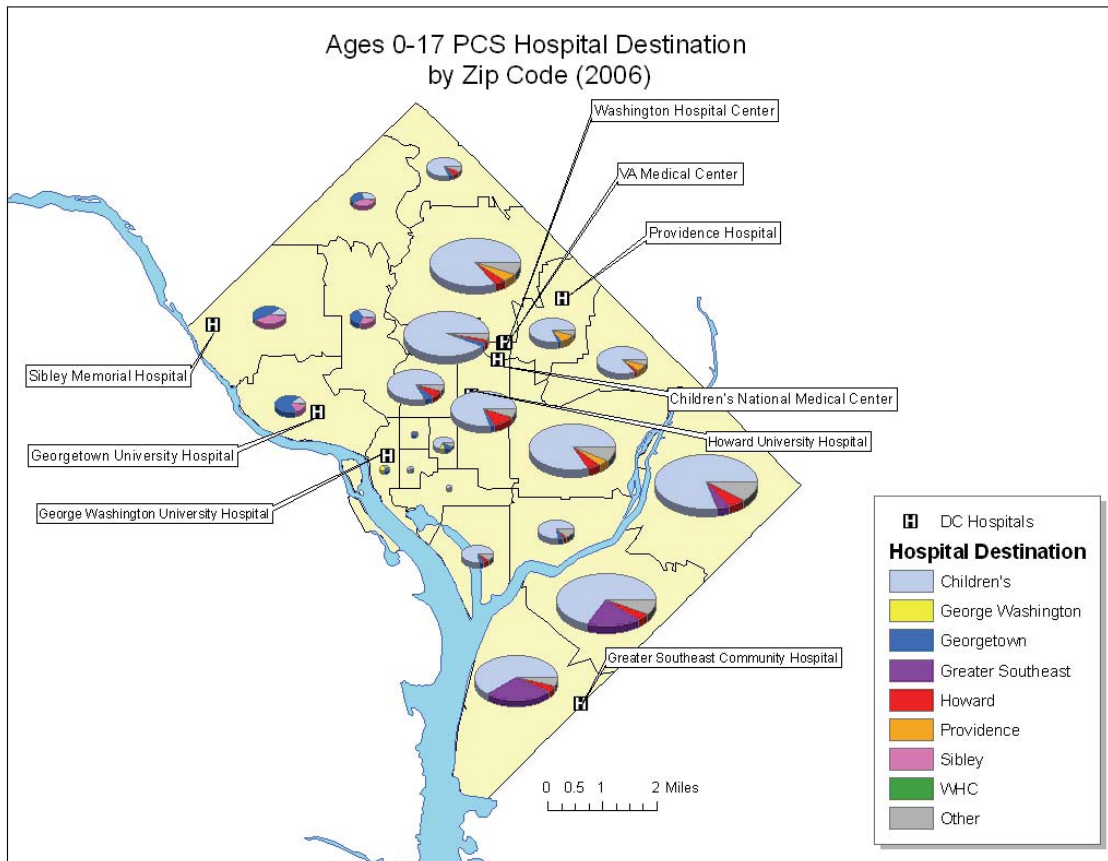 Ages 0-17 PCS Hospital Destination
by Zip Code (2006)
Washington Hospital Center
VA Medical Center
Providence Hospital
Sibley Memorial Hospital
Children's National Medical Center
Georgetown University Hospital
Howard University Hospital
George Washington University Hospital
Greater Southeast Community Hospital
0 0.5 1 2 Miles
H DC Hospitals
Hospital Destination
Children's
George Washington
Georgetown
Greater Southeast
Howard
Providence
Sibley
WHC
Other